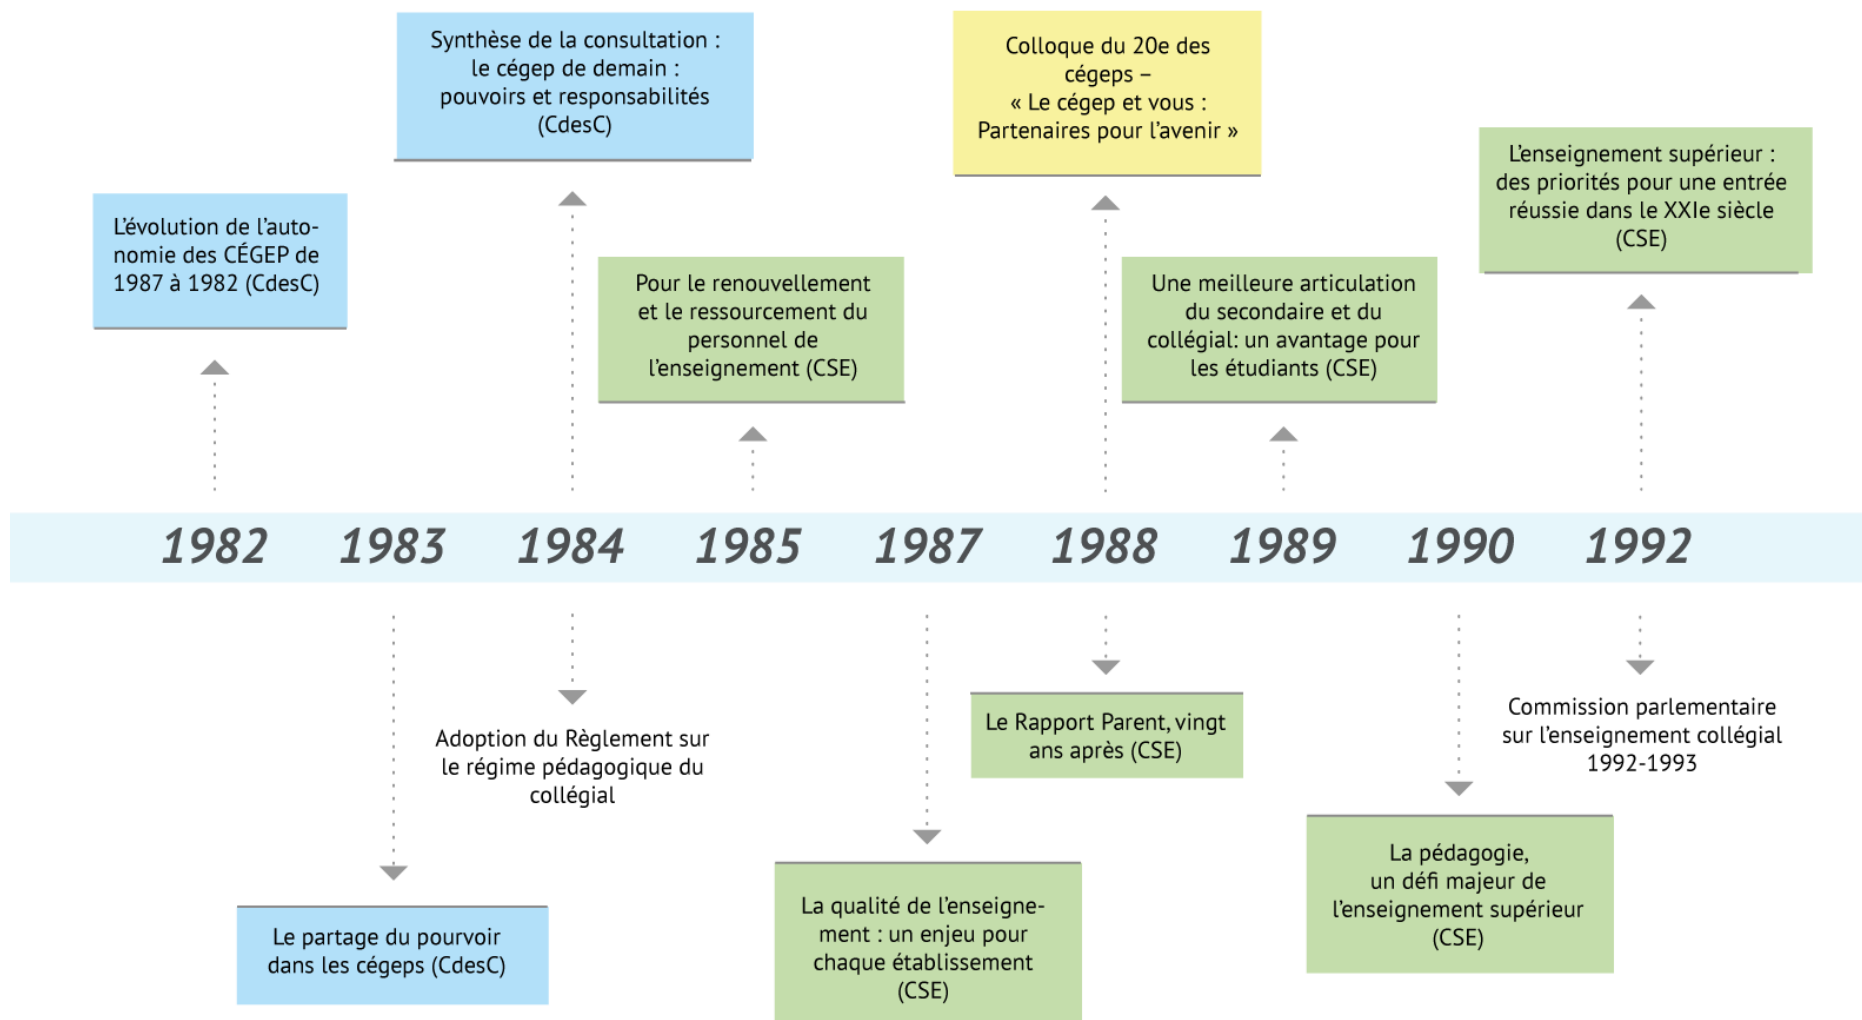 Synthèse de la consultation :
le cégep de demain :
pouvoirs et responsabilités
(CdesC)
Colloque du 20e des
cégeps –
« Le cégep et vous :
Partenaires pour l’avenir »
L’enseignement supérieur :
des priorités pour une entrée
réussie dans le XXIe siècle
(CSE)
L’évolution de l’auto-
nomie des CÉGEP de
1987 à 1982 (CdesC)
Pour le renouvellement
et le ressourcement du
personnel de
l’enseignement (CSE)
Une meilleure articulation
du secondaire et du
collégial: un avantage pour
les étudiants (CSE)
1982 1983 1984 1985 1987 1988 1989 1990 1992
Adoption du Règlement sur
le régime pédagogique du
collégial
Le Rapport Parent, vingt
ans après (CSE)
Commission parlementaire
sur l’enseignement collégial
1992-1993
Le partage du pourvoir
dans les cégeps (CdesC)
La qualité de l’enseigne-
ment : un enjeu pour
chaque établissement
(CSE)
La pédagogie,
un défi majeur de
l’enseignement supérieur
(CSE)